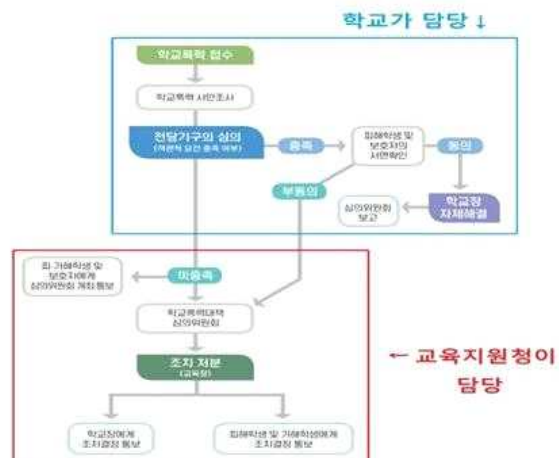 학교가 담당 ↓
학교폭력 접수
학교폭력 사안조사
전담기구의 심의
(객관적 요건 충족 여부)
충족
피해학생 및
보호자의
서면확인
동의
부동의
심의위원회
보고
학교장
자체해결
피·가해학생 및
보호자에게
심의위원회 개최 통보
미충족
학교폭력대책
심의위원회
← 교육지원청이
담당
조치 처분
(교육장)
학교장에게
조치결정 통보
피해학생 및 가해학생에게
조치결정 통보